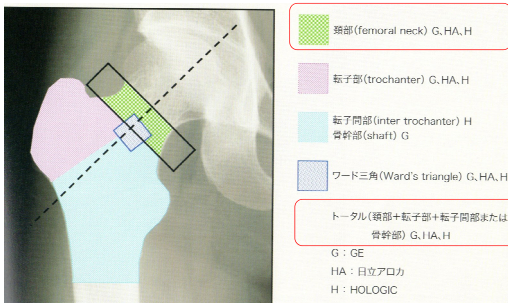 頚部(femoral neck) G、HA、H
転子部(trochanter) G、HA、H
転子間部(inter trochanter) H
骨幹部(shaft) G
ワード三角(Ward's triangle) G、HA、H
トータル(頚部+転子部+転子間部または
骨幹部) G、HA、H
G：GE
HA：日立アロカ
H：HOLOGIC